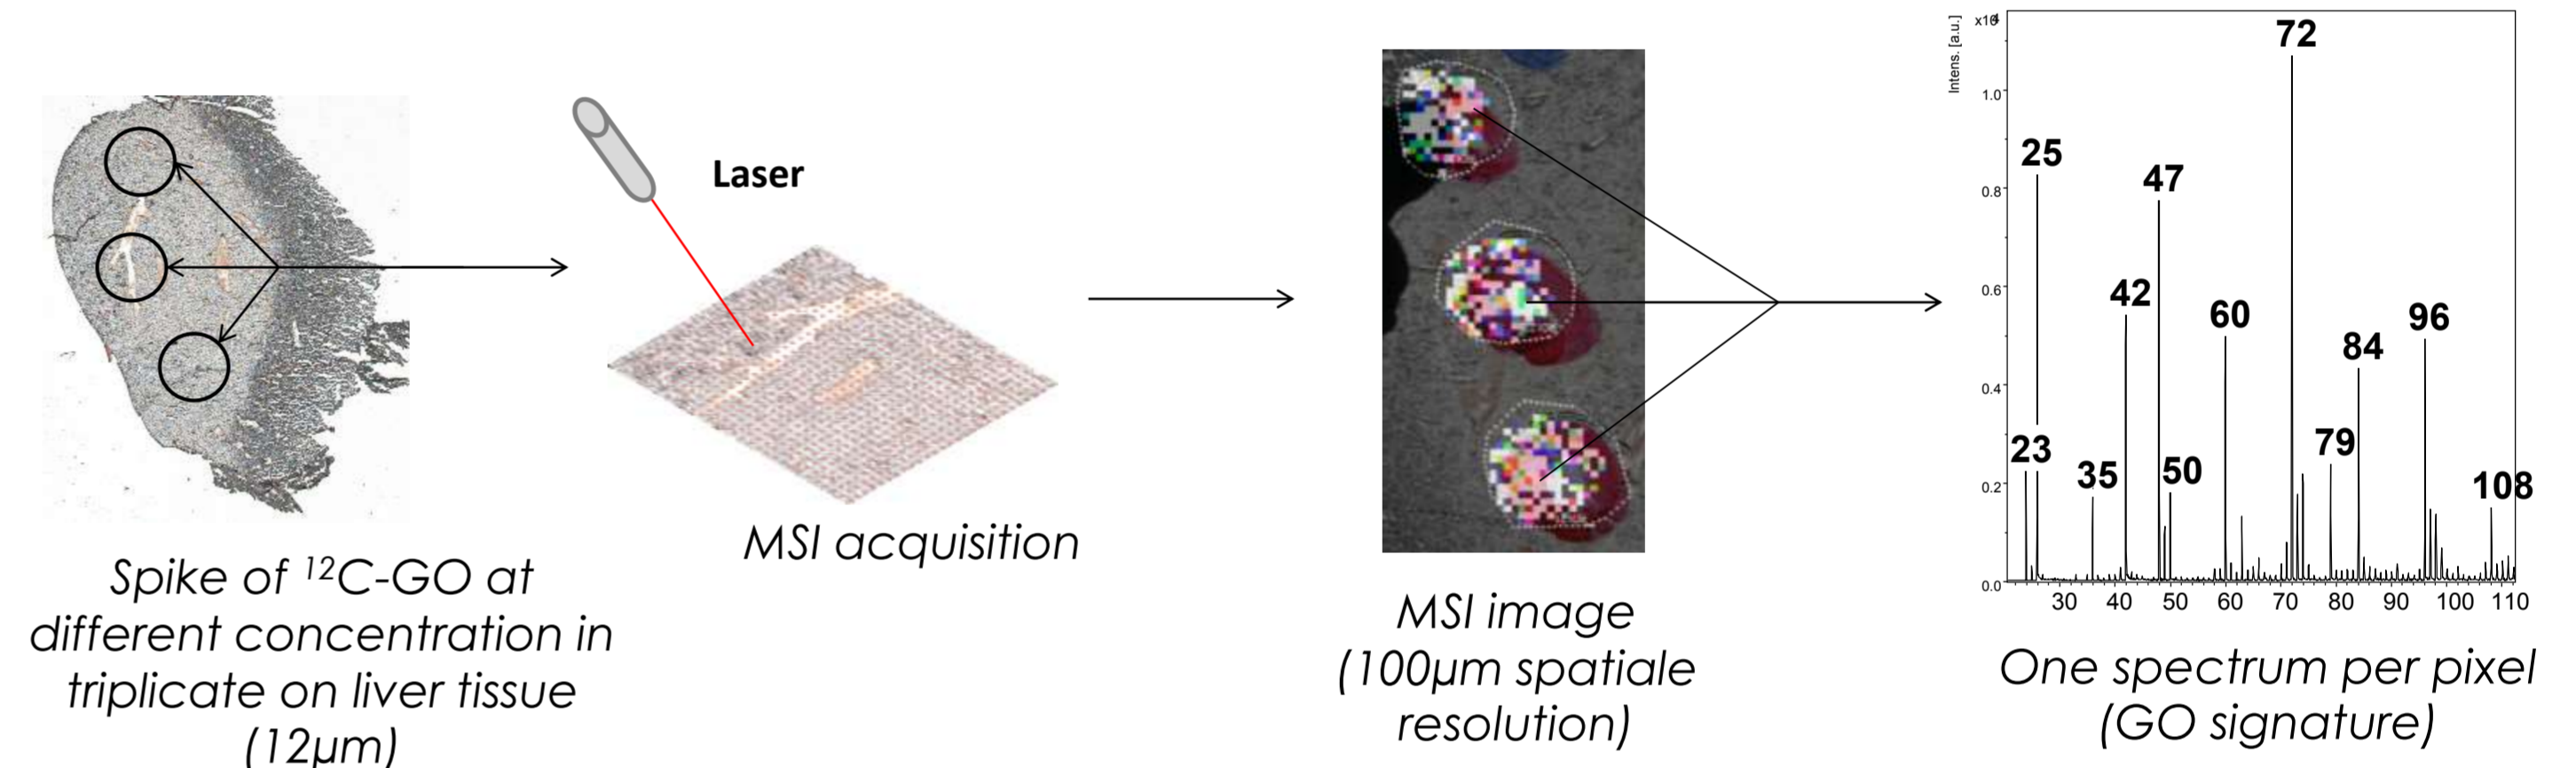 Spike of ¹²C-GO at
different concentration in
triplicate on liver tissue
(12µm)
Laser
MSI acquisition
MSI image
(100µm spatiale
resolution)
Intens. [a.u.]
1.0
0.8
0.6
0.4
0.2
0.0
72
25
47
42
60
96
84
23
35
50
79
108
30 40 50 60 70 80 90 100 110
One spectrum per pixel
(GO signature)